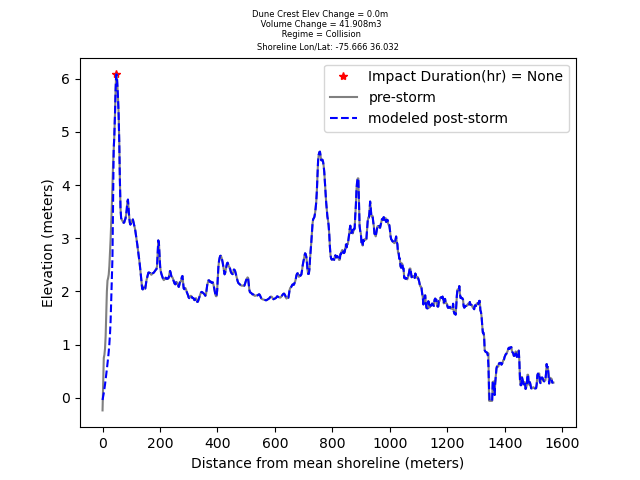 Dune Crest Elev Change = 0.0m
Volume Change = 41.908m3
Regime = Collision
Shoreline Lon/Lat: -75.666 36.032
Impact Duration(hr) = None
pre-storm
modeled post-storm
Elevation (meters)
6
5
4
3
2
1
0
0 200 400 600 800 1000 1200 1400 1600
Distance from mean shoreline (meters)